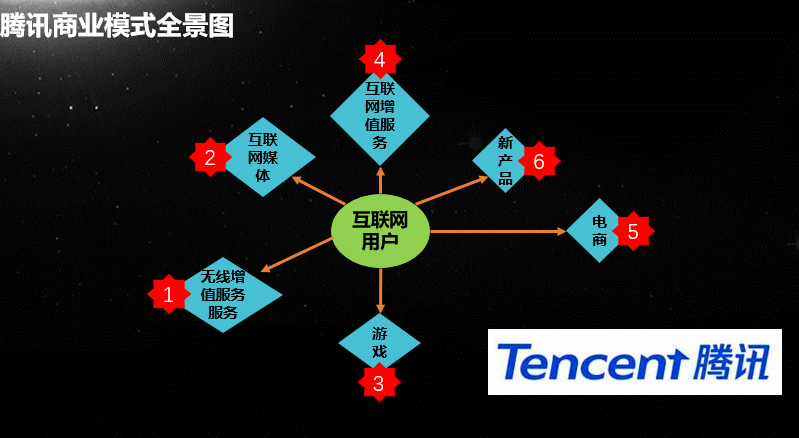 腾讯商业模式全景图
4
互联
网增
值服
务
2
互联
网媒
体
新
产
品
6
互联网
用户
电
商
5
1
无线增
值服务
服务
游
戏
3
Tencent 腾讯